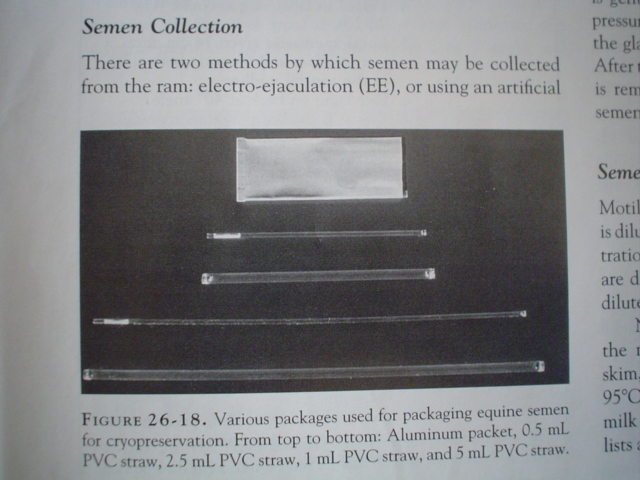 Semen Collection
There are two methods by which semen may be collected
from the ram: electro-ejaculation (EE), or using an artificial
FIGURE 26-18. Various packages used for packaging equine semen
for cryopreservation. From top to bottom: Aluminum packet, 0.5 mL
PVC straw, 2.5 mL PVC straw, 1 mL PVC straw, and 5 mL PVC straw.
the gla
After
is rem
semen
Seme
Motil
is dilu
tratio
are d
dilute
the
skim,
95°C
milk
lists